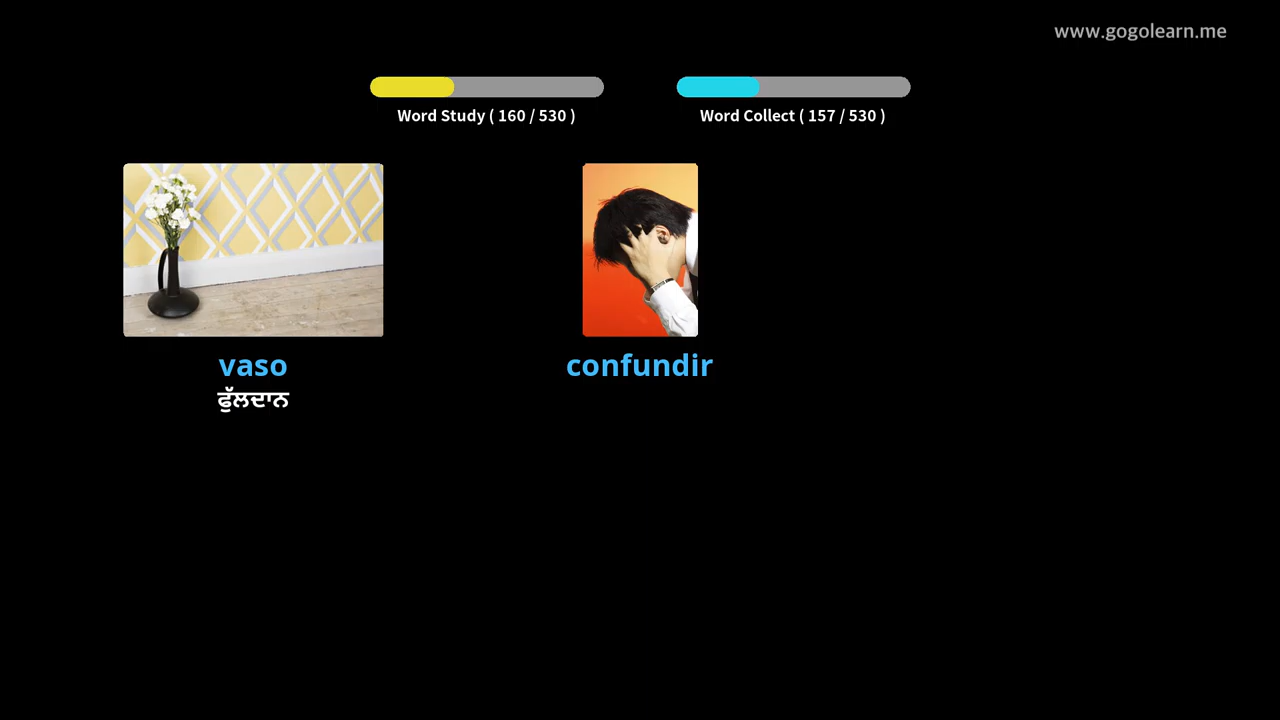 www.gogolearn.me
Word Study ( 160 / 530 )
Word Collect ( 157 / 530 )
vaso
ਫੁੱਲਦਾਨ
confundir